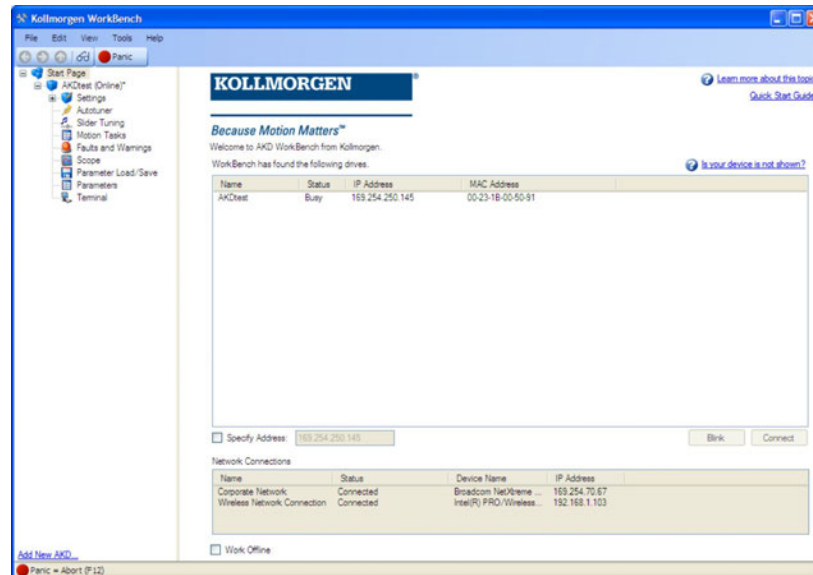 Kollmorgen WorkBench
File Edit View Tools Help
Panic
Start Page
AKDtest (Online)*
Settings
Autotuner
Slider Tuning
Motion Tasks
Faults and Warnings
Scope
Parameter Load/Save
Parameters
Terminal
Add New AKD...
KOLLMORGEN®
Because Motion Matters™
Learn more about this topic
Quick Start Guide
Welcome to AKD WorkBench from Kollmorgen.
WorkBench has found the following drives.
Is your device is not shown?
Name Status IP Address MAC Address
AKDtest Busy 169.254.250.145 00-23-1B-00-50-91
Specify Address: 169.254.250.145 Blink Connect
Network Connections
Name Status Device Name IP Address
Corporate Network Connected Broadcom NetXtreme ... 169.254.70.67
Wireless Network Connection Connected Intel(R) PRO/Wireless... 192.168.1.103
Work Offline
Panic = Abort (F12)